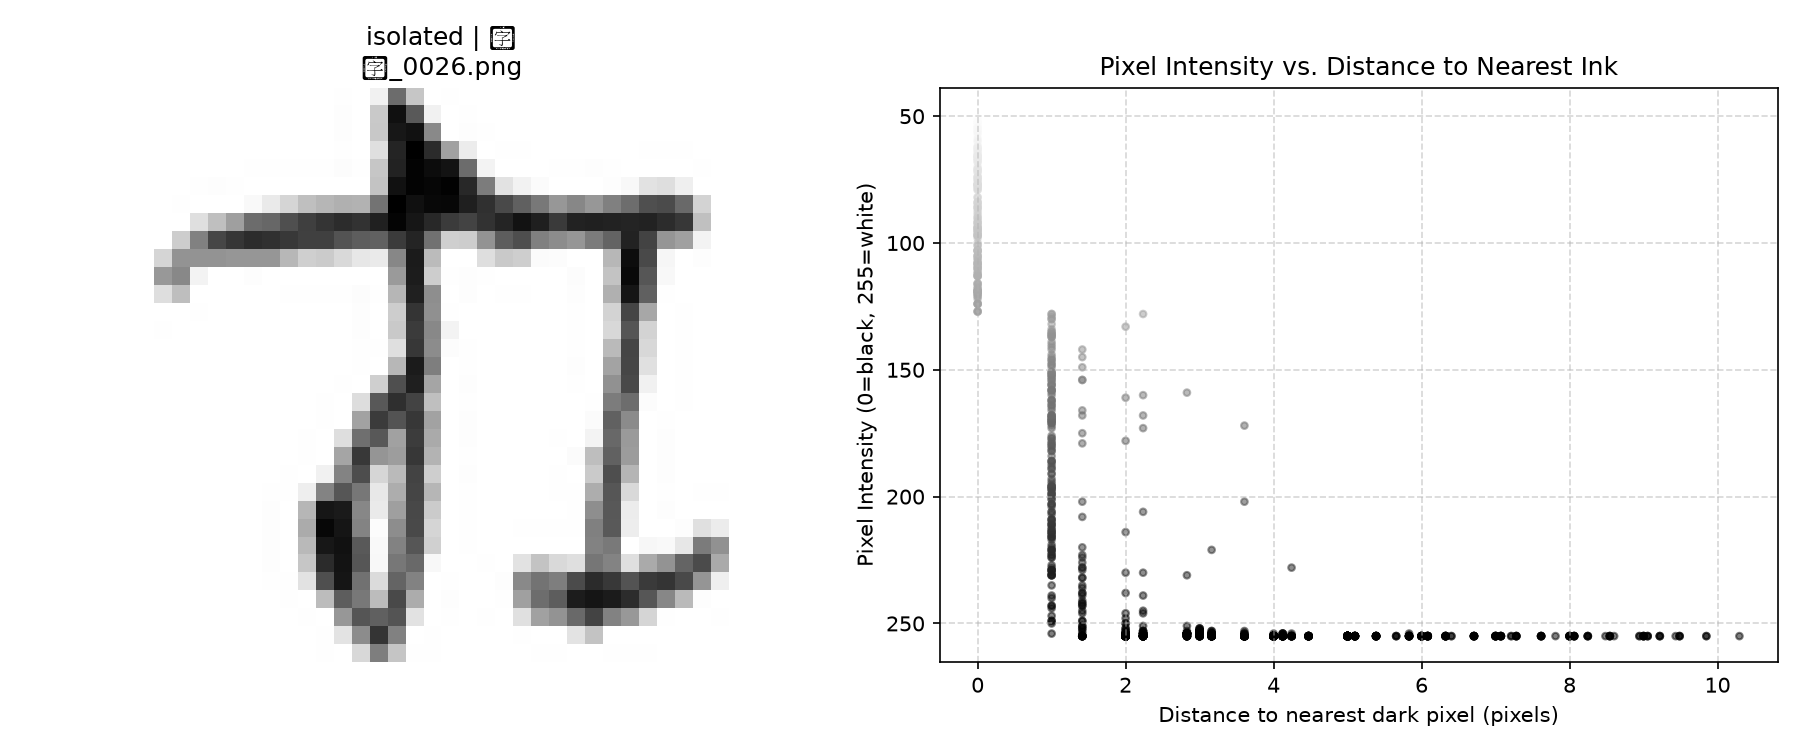 isolated |
_0026.png
Pixel Intensity vs. Distance to Nearest Ink
Pixel Intensity (0=black, 255=white)
50
100
150
200
250
0 2 4 6 8 10
Distance to nearest dark pixel (pixels)